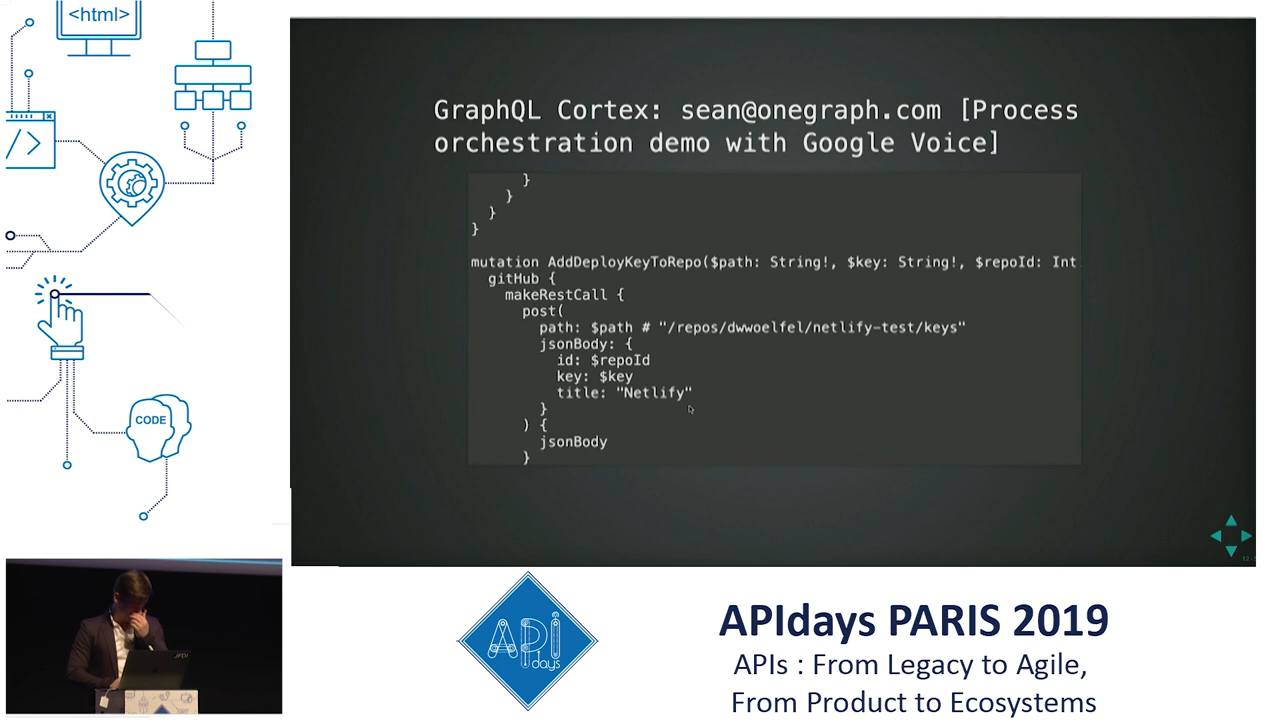 <html>
</>
CODE
GraphQL Cortex: sean@onegraph.com [Process
orchestration demo with Google Voice]
}
}
}
}
mutation AddDeployKeyToRepo($path: String!, $key: String!, $repoId: Int
gitHub {
makeRestCall {
post(
path: $path # "/repos/dwwoelfel/netlify-test/keys"
jsonBody: {
id: $repoId
key: $key
title: "Netlify"
}
) {
jsonBody
}
API
days
APIdays PARIS 2019
APIs : From Legacy to Agile,
From Product to Ecosystems